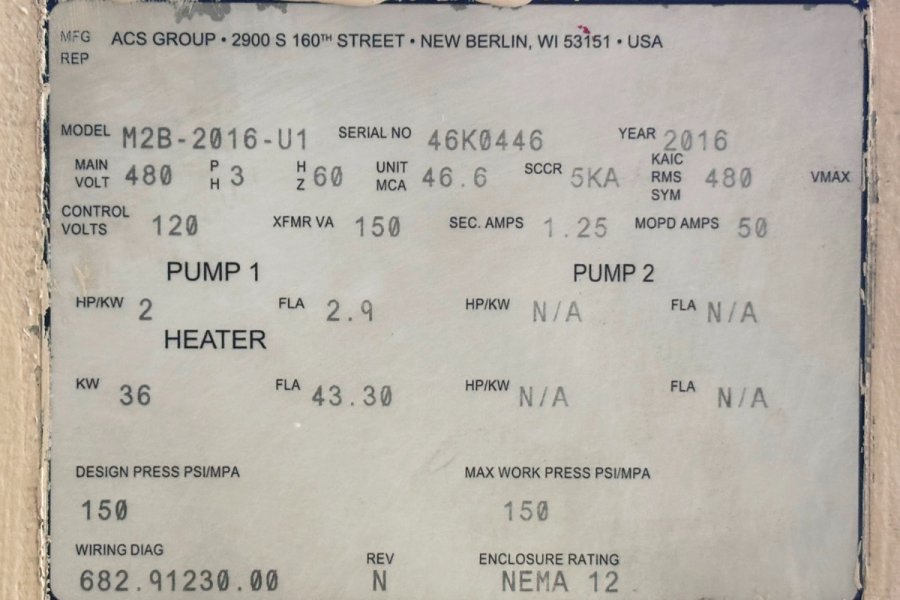 MFG ACS GROUP • 2900 S 160TH STREET • NEW BERLIN, WI 53151 • USA
REP
MODEL M2B-2016-U1 SERIAL NO 46K0446 YEAR 2016
MAIN VOLT 480 PH 3 HZ 60 UNIT MCA 46.6 SCCR 5KA KAIC RMS SYM 480 VMAX
CONTROL VOLTS 120 XFMR VA 150 SEC. AMPS 1.25 MOPD AMPS 50
PUMP 1 PUMP 2
HP/KW 2 FLA 2.9 HP/KW N/A FLA N/A
HEATER
KW 36 FLA 43.30 HP/KW N/A FLA N/A
DESIGN PRESS PSI/MPA MAX WORK PRESS PSI/MPA
150 150
WIRING DIAG REV ENCLOSURE RATING
682.91230.00 N NEMA 12